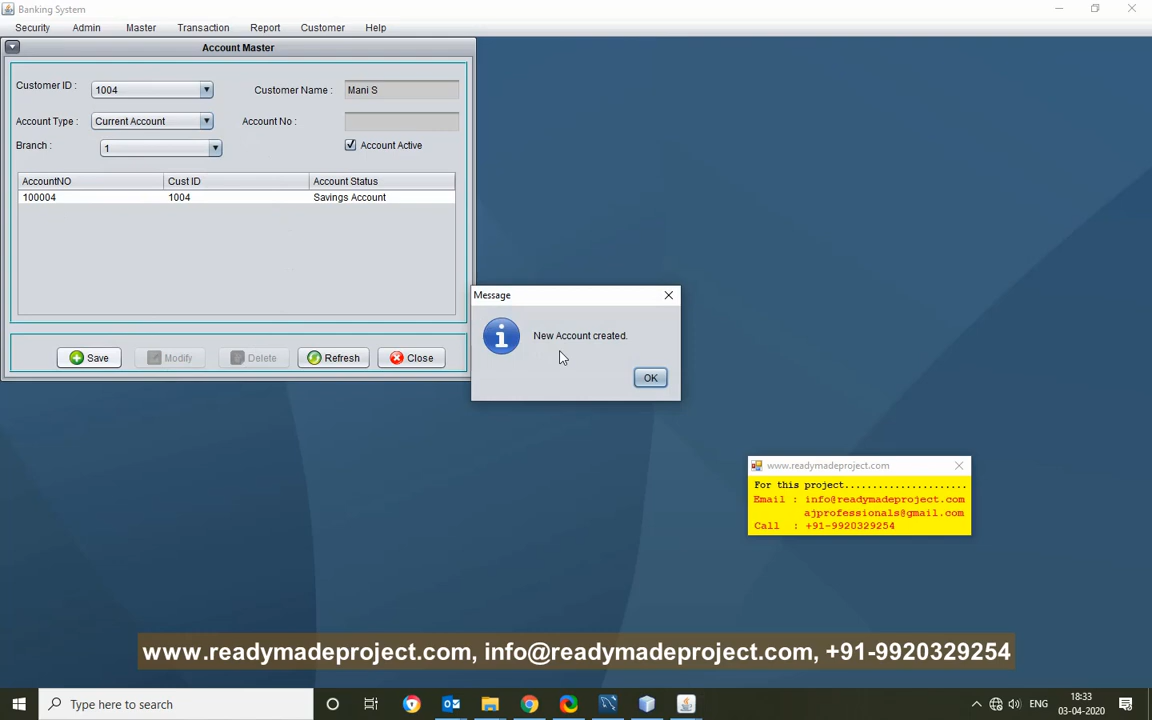 Banking System
Security Admin Master Transaction Report Customer Help
Account Master
Customer ID : 1004 Customer Name : Mani S
Account Type : Current Account Account No :
Branch : 1 Account Active
AccountNO Cust ID Account Status
100004 1004 Savings Account
Message
New Account created.
OK
Save Modify Delete Refresh Close
www.readymadeproject.com
For this project......................
Email : info@readymadeproject.com
ajprofessionals@gmail.com
Call : +91-9920329254
www.readymadeproject.com, info@readymadeproject.com, +91-9920329254
Type here to search
ENG
18:33
03-04-2020